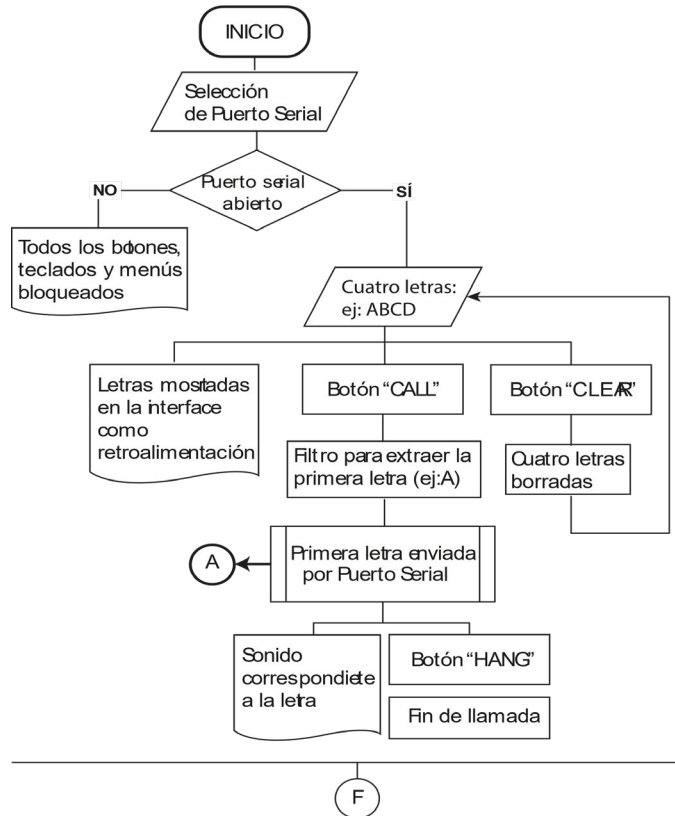 INICIO
Selección
de Puerto Serial
Puerto serial
abierto
NO
SÍ
Todos los botones,
teclados y menús
bloqueados
Cuatro letras:
ej: ABCD
Letras mostradas
en la interface
como
retroalimentación
Botón “CALL”
Botón “CLEAR”
Filtro para extraer la
primera letra (ej:A)
Cuatro letras
borradas
A
Primera letra enviada
por Puerto Serial
Sonido
correspondiete
a la letra
Botón “HANG”
Fin de llamada
F